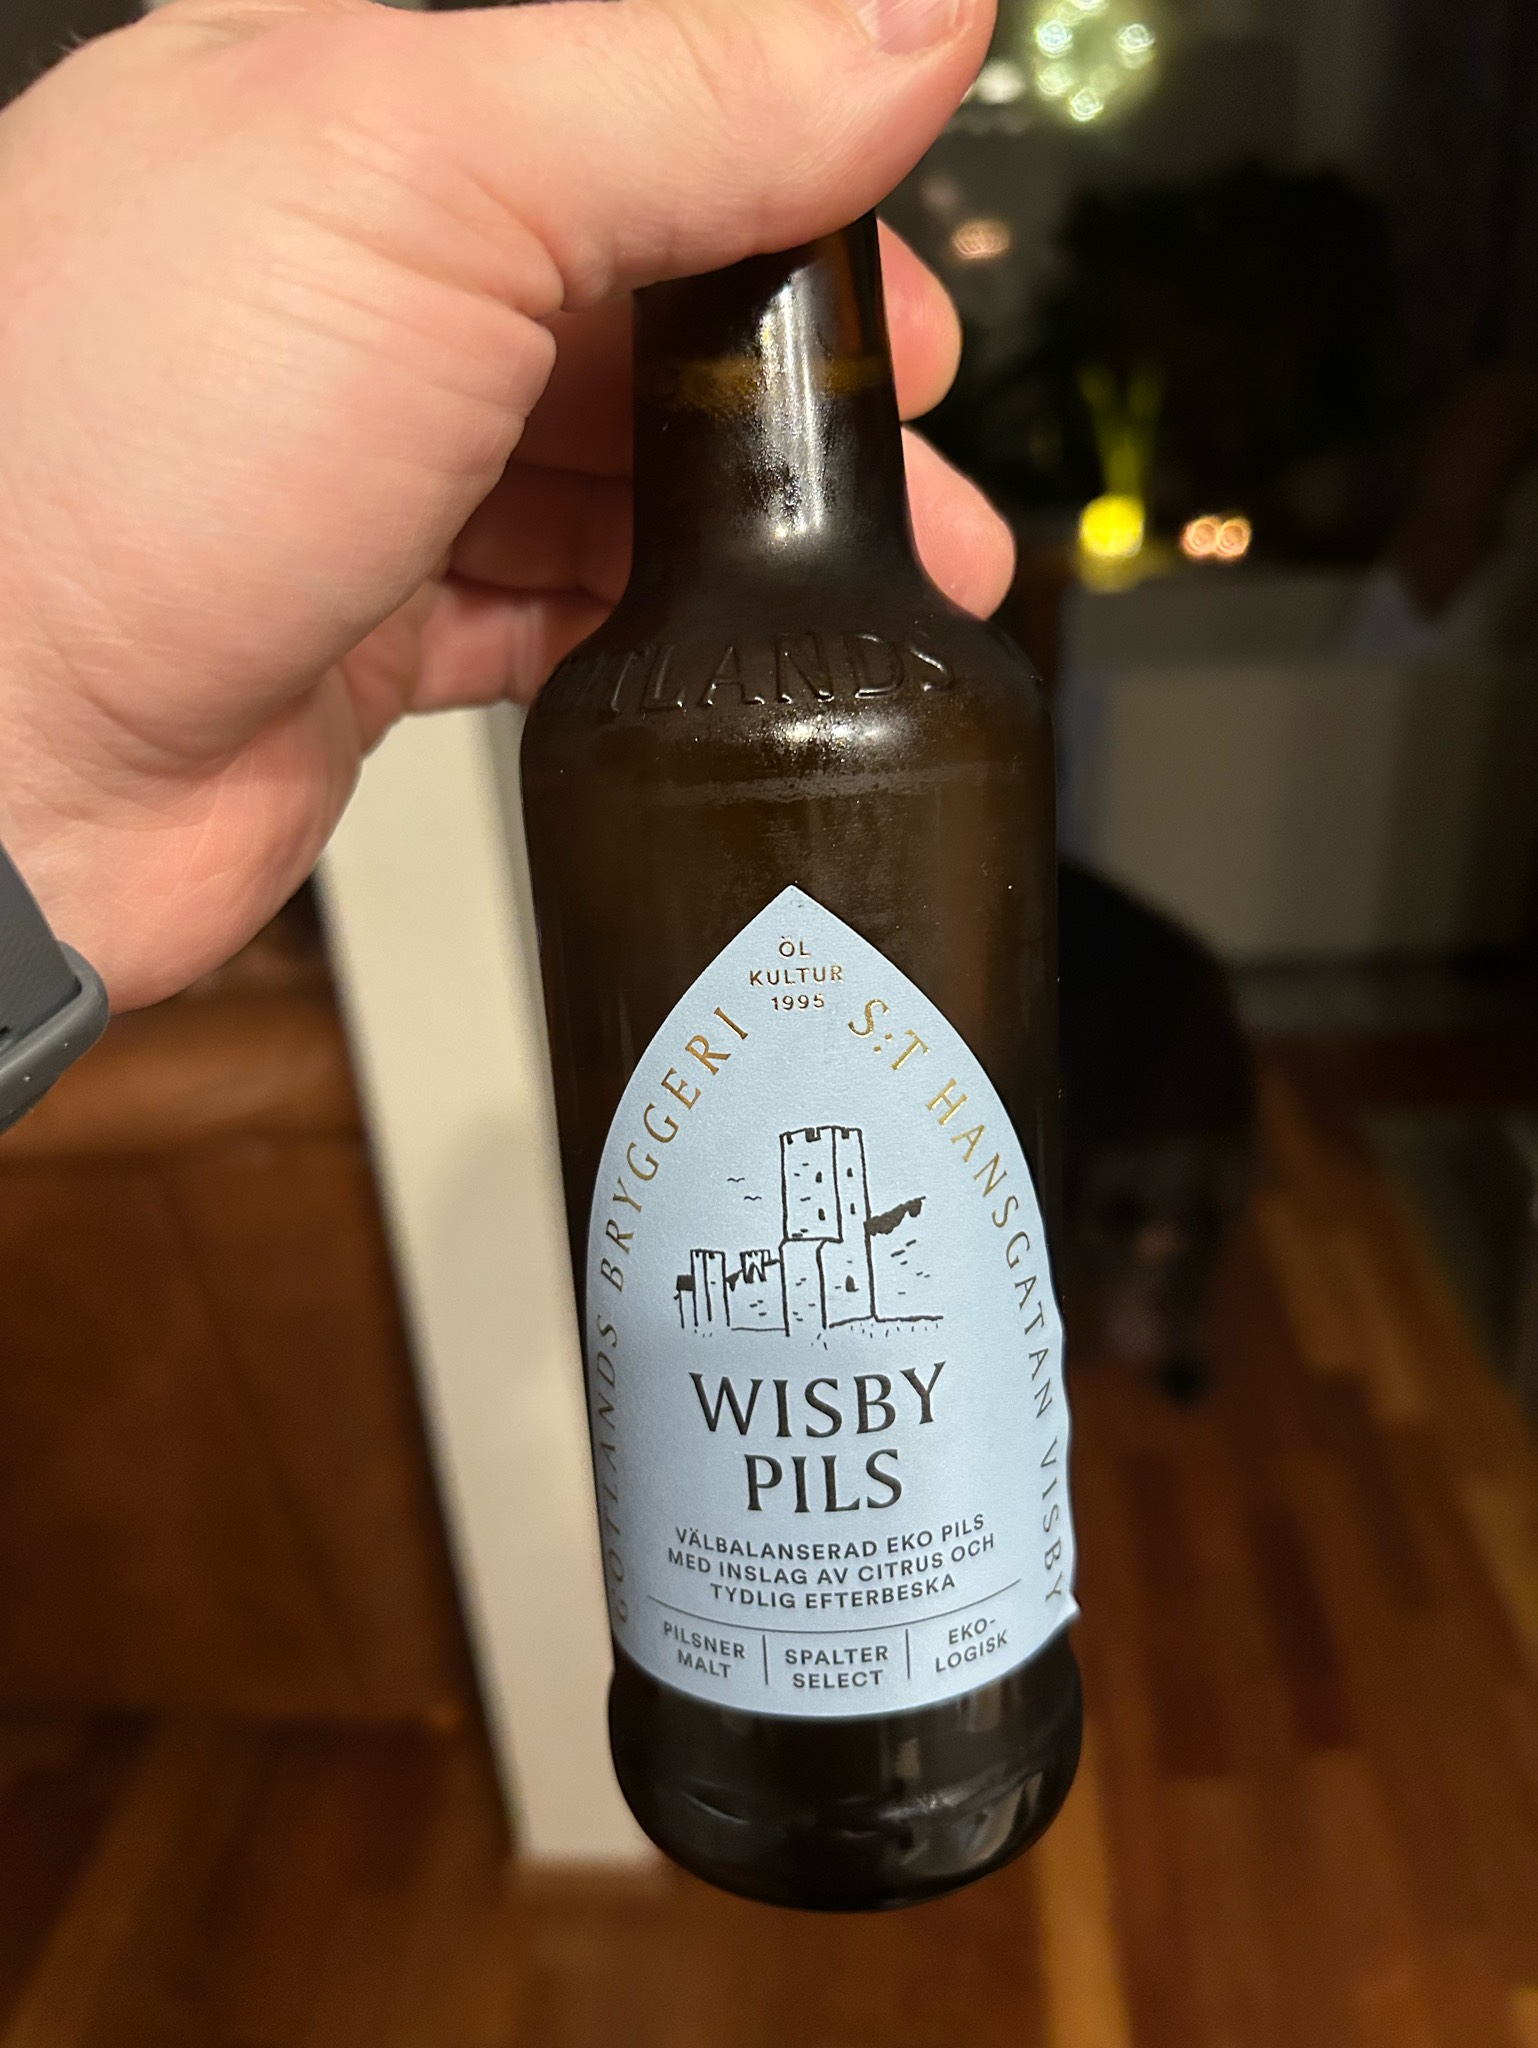 TLANDS
ÖL
KULTUR
1995
GOTLANDS BRYGGERI
S:T HANSGATAN VISBY
WISBY
PILS
VÄLBALANSERAD EKO PILS
MED INSLAG AV CITRUS OCH
TYDLIG EFTERBESKA
PILSNER
MALT
SPALTER
SELECT
EKO-
LOGISK